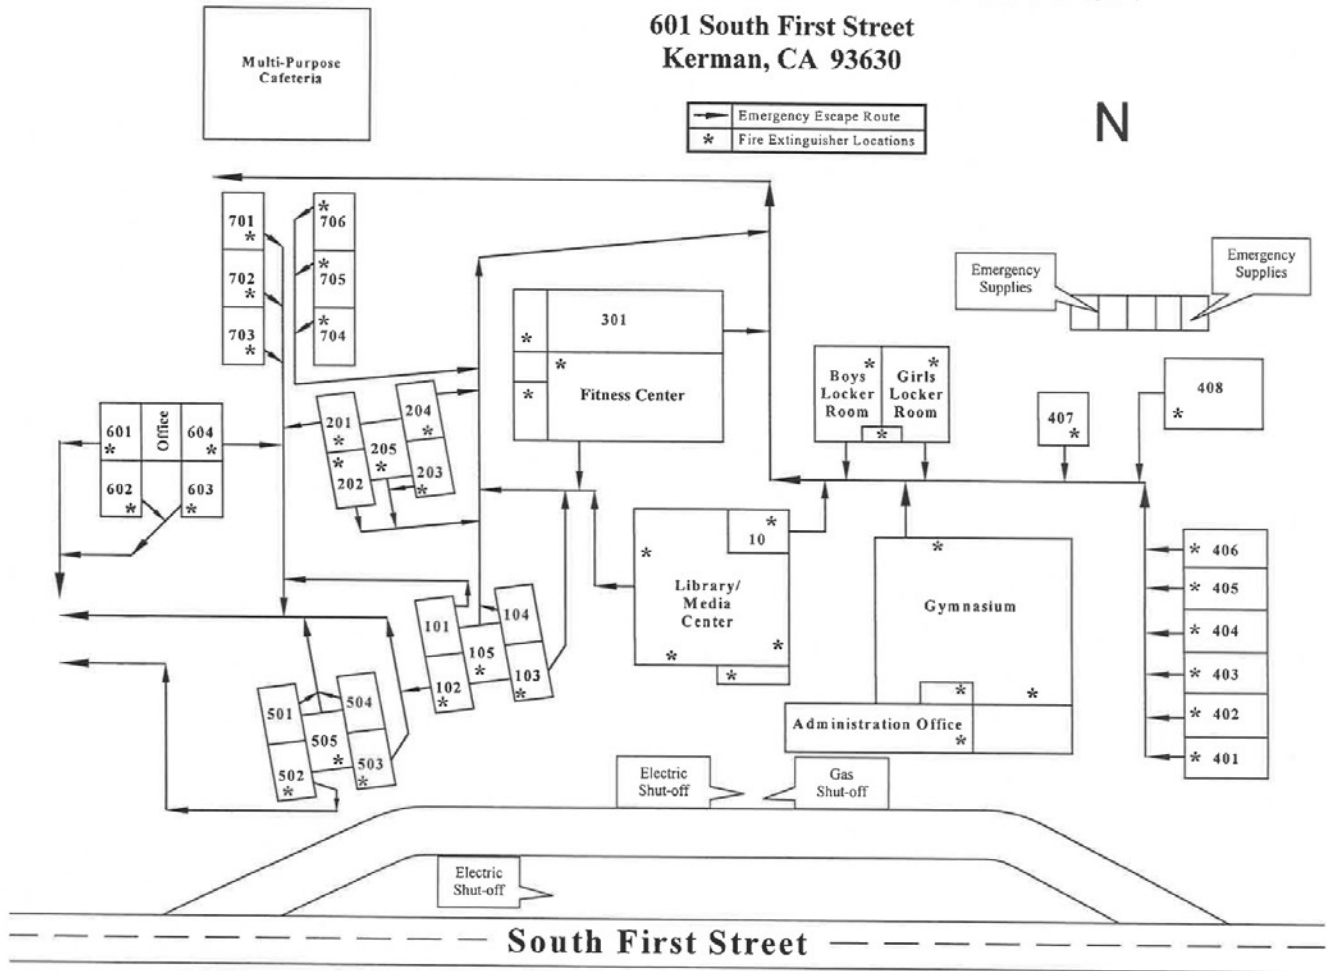 601 South First Street
Kerman, CA 93630
Multi-Purpose
Cafeteria
Emergency Escape Route
* Fire Extinguisher Locations
N
701
*
702
*
703
*
*
706
*
705
*
704
Emergency
Supplies
Emergency
Supplies
301
*
*
Fitness Center
*
Boys
Locker
Room
*
Girls
Locker
Room
*
*
407
*
408
*
601
*
Office
604
*
602
*
603
*
201
*
204
*
205
*
*
202
203
*
*
10
*
Library/
Media
Center
*
*
*
*
Gymnasium
*
*
Administration Office
*
* 406
* 405
* 404
* 403
* 402
* 401
101
104
105
*
102
*
103
*
501
504
505
*
502
*
503
*
Electric
Shut-off
Gas
Shut-off
Electric
Shut-off
South First Street